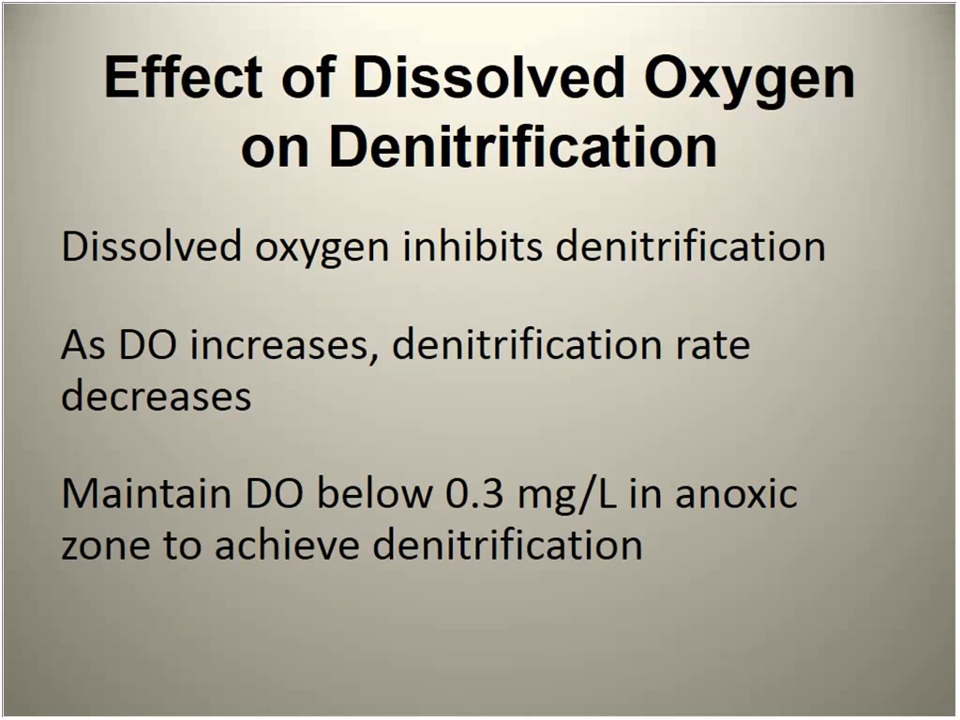 Effect of Dissolved Oxygen
on Denitrification
Dissolved oxygen inhibits denitrification
As DO increases, denitrification rate
decreases
Maintain DO below 0.3 mg/L in anoxic
zone to achieve denitrification